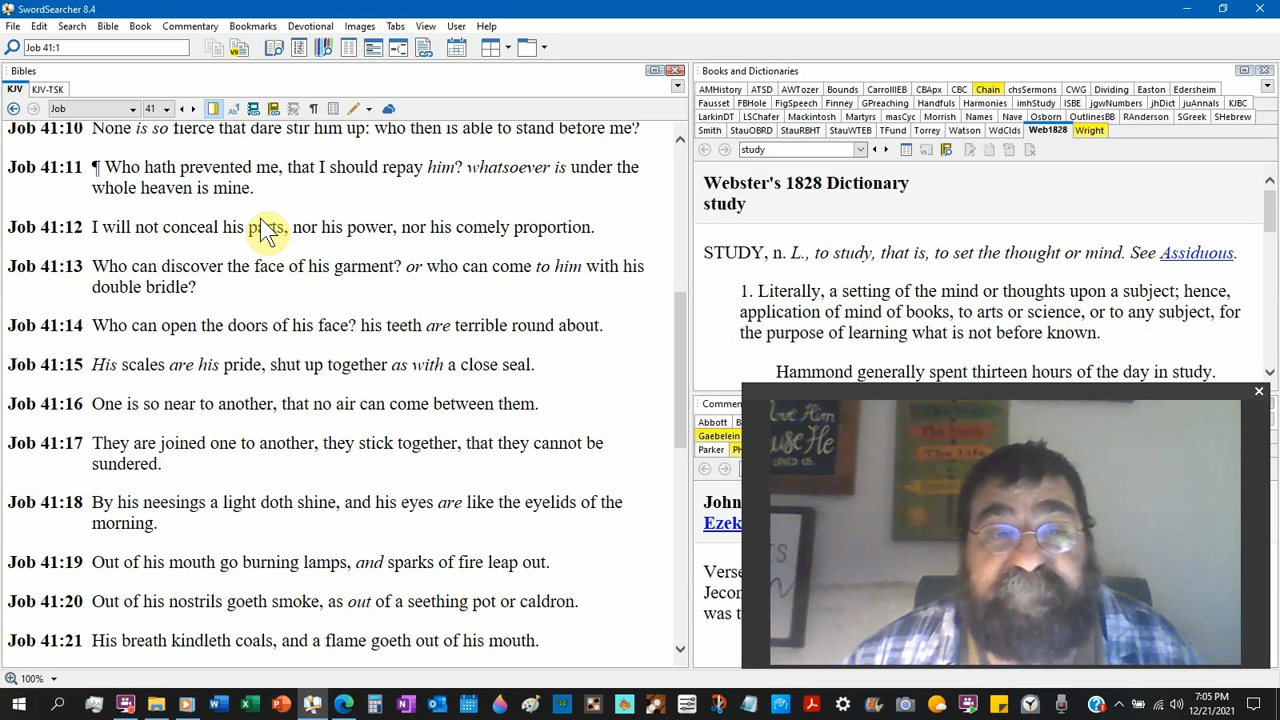 SwordSearcher 8.4
File Edit Search Bible Book Commentary Bookmarks Devotional Images Tabs View User Help
Job 41:1
Bibles
KJV KJV-TSK
Job 41
Job 41:10 None is so fierce that dare stir him up: who then is able to stand before me?
Job 41:11 ¶ Who hath prevented me, that I should repay him? whatsoever is under the
whole heaven is mine.
Job 41:12 I will not conceal his parts, nor his power, nor his comely proportion.
Job 41:13 Who can discover the face of his garment? or who can come to him with his
double bridle?
Job 41:14 Who can open the doors of his face? his teeth are terrible round about.
Job 41:15 His scales are his pride, shut up together as with a close seal.
Job 41:16 One is so near to another, that no air can come between them.
Job 41:17 They are joined one to another, they stick together, that they cannot be
sundered.
Job 41:18 By his neesings a light doth shine, and his eyes are like the eyelids of the
morning.
Job 41:19 Out of his mouth go burning lamps, and sparks of fire leap out.
Job 41:20 Out of his nostrils goeth smoke, as out of a seething pot or caldron.
Job 41:21 His breath kindleth coals, and a flame goeth out of his mouth.
100%
Books and Dictionaries
AMHistory ATSD AWTozer Bounds CarrollIEB CBApx CBC Chain chsSermons CWG Dividing Easton Edersheim
Fausset FBHole FigSpeech Finney GPreaching Handfuls Harmonies imhStudy ISBE jgwNumbers jhDict juAnnals KJBC
LarkinDT LSChafer Mackintosh Martyrs masCyc Morrish Names Nave Osborn OutlinesBB RAnderson SGreek SHebrew
Smith StauOBRD StauRBHT StauWTEB TFund Torrey Watson WdClids Web1828 Wright
study
Webster's 1828 Dictionary
study
STUDY, n. L., to study, that is, to set the thought or mind. See Assiduous.
1. Literally, a setting of the mind or thoughts upon a subject; hence,
application of mind of books, to arts or science, or to any subject, for
the purpose of learning what is not before known.
Hammond generally spent thirteen hours of the day in study.
Comme
Abbott B
Gaebelein
Parker PH
John
Ezek
Verse
Jecom
was t
Love Him
use He
LOVED US.
The Way
The Truth
The Life
7:05 PM
12/21/2021